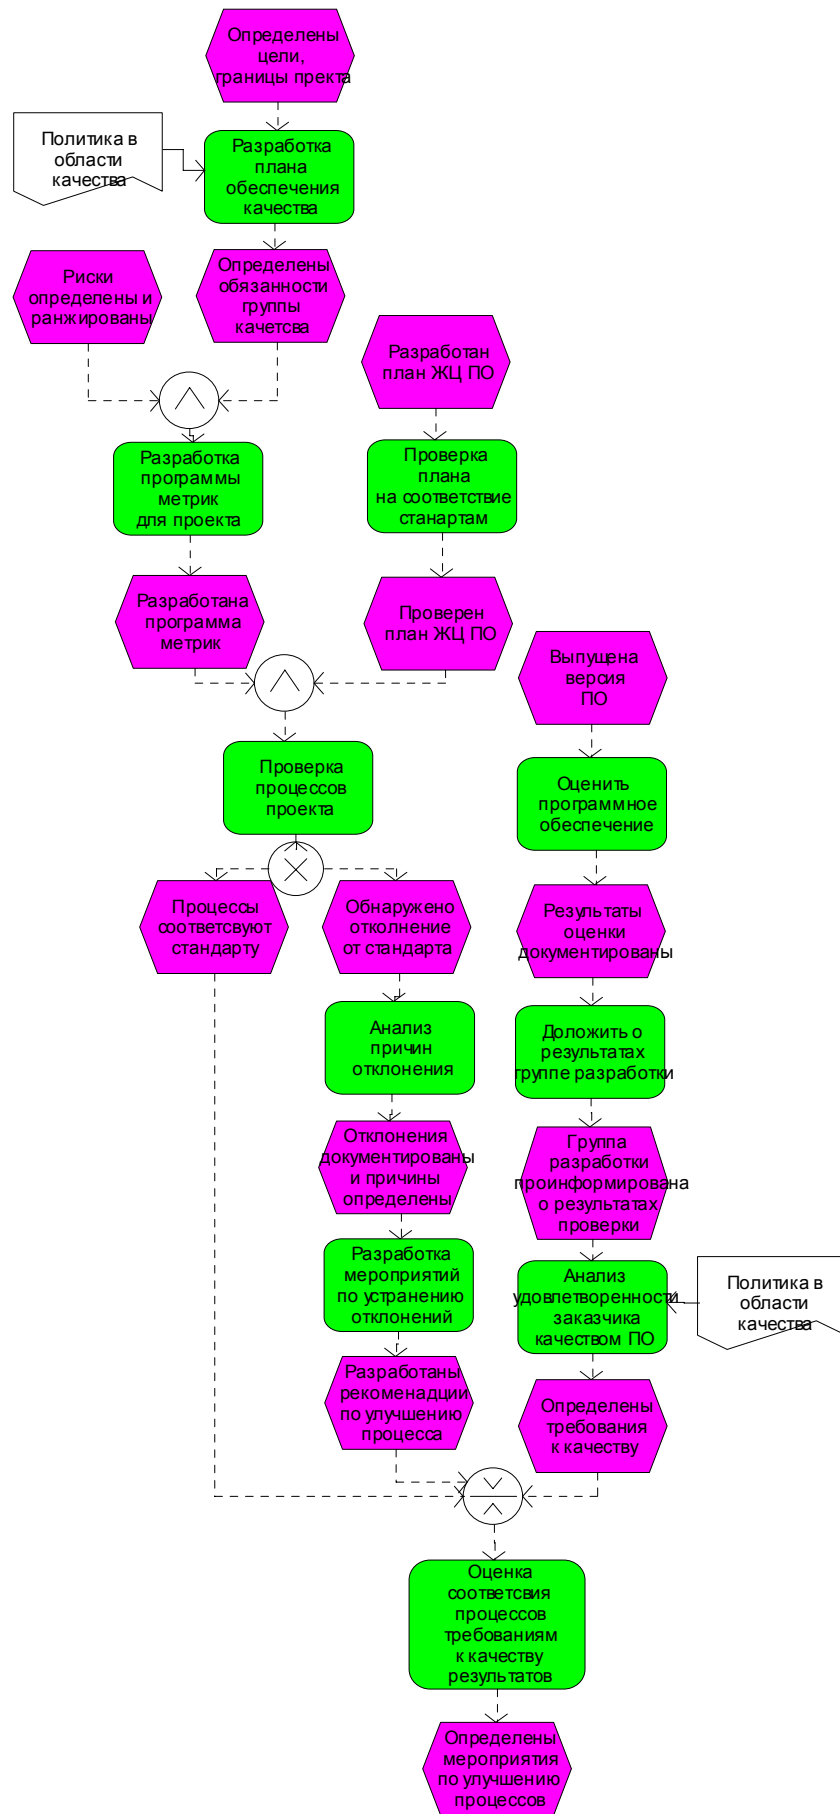 Определены
цели,
границы пректа
Политика в
области
качества
Разработка
плана
обеспечения
качества
Риски
определены и
ранжированы
Определены
обязанности
группы
качетсва
Разработан
план ЖЦ ПО
Разработка
программы
метрик
для проекта
Проверка
плана
на соответствие
станартам
Разработана
программа
метрик
Проверен
план ЖЦ ПО
Выпущена
версия
ПО
Проверка
процессов
проекта
Оценить
программное
обеспечение
Процессы
соответсвуют
стандарту
Обнаружено
отколнение
от стандарта
Результаты
оценки
документированы
Анализ
причин
отклонения
Доложить о
результатах
группе разработки
Отклонения
документированы
и причины
определены
Группа
разработки
проинформирована
о результатах
проверки
Разработка
мероприятий
по устранению
отклонений
Анализ
удовлетворенности
заказчика
качеством ПО
Политика в
области
качества
Разработаны
рекоменадции
по улучшению
процесса
Определены
требования
к качеству
Оценка
соответсвия
процессов
требованиям
к качеству
результатов
Определены
мероприятия
по улучшению
процессов